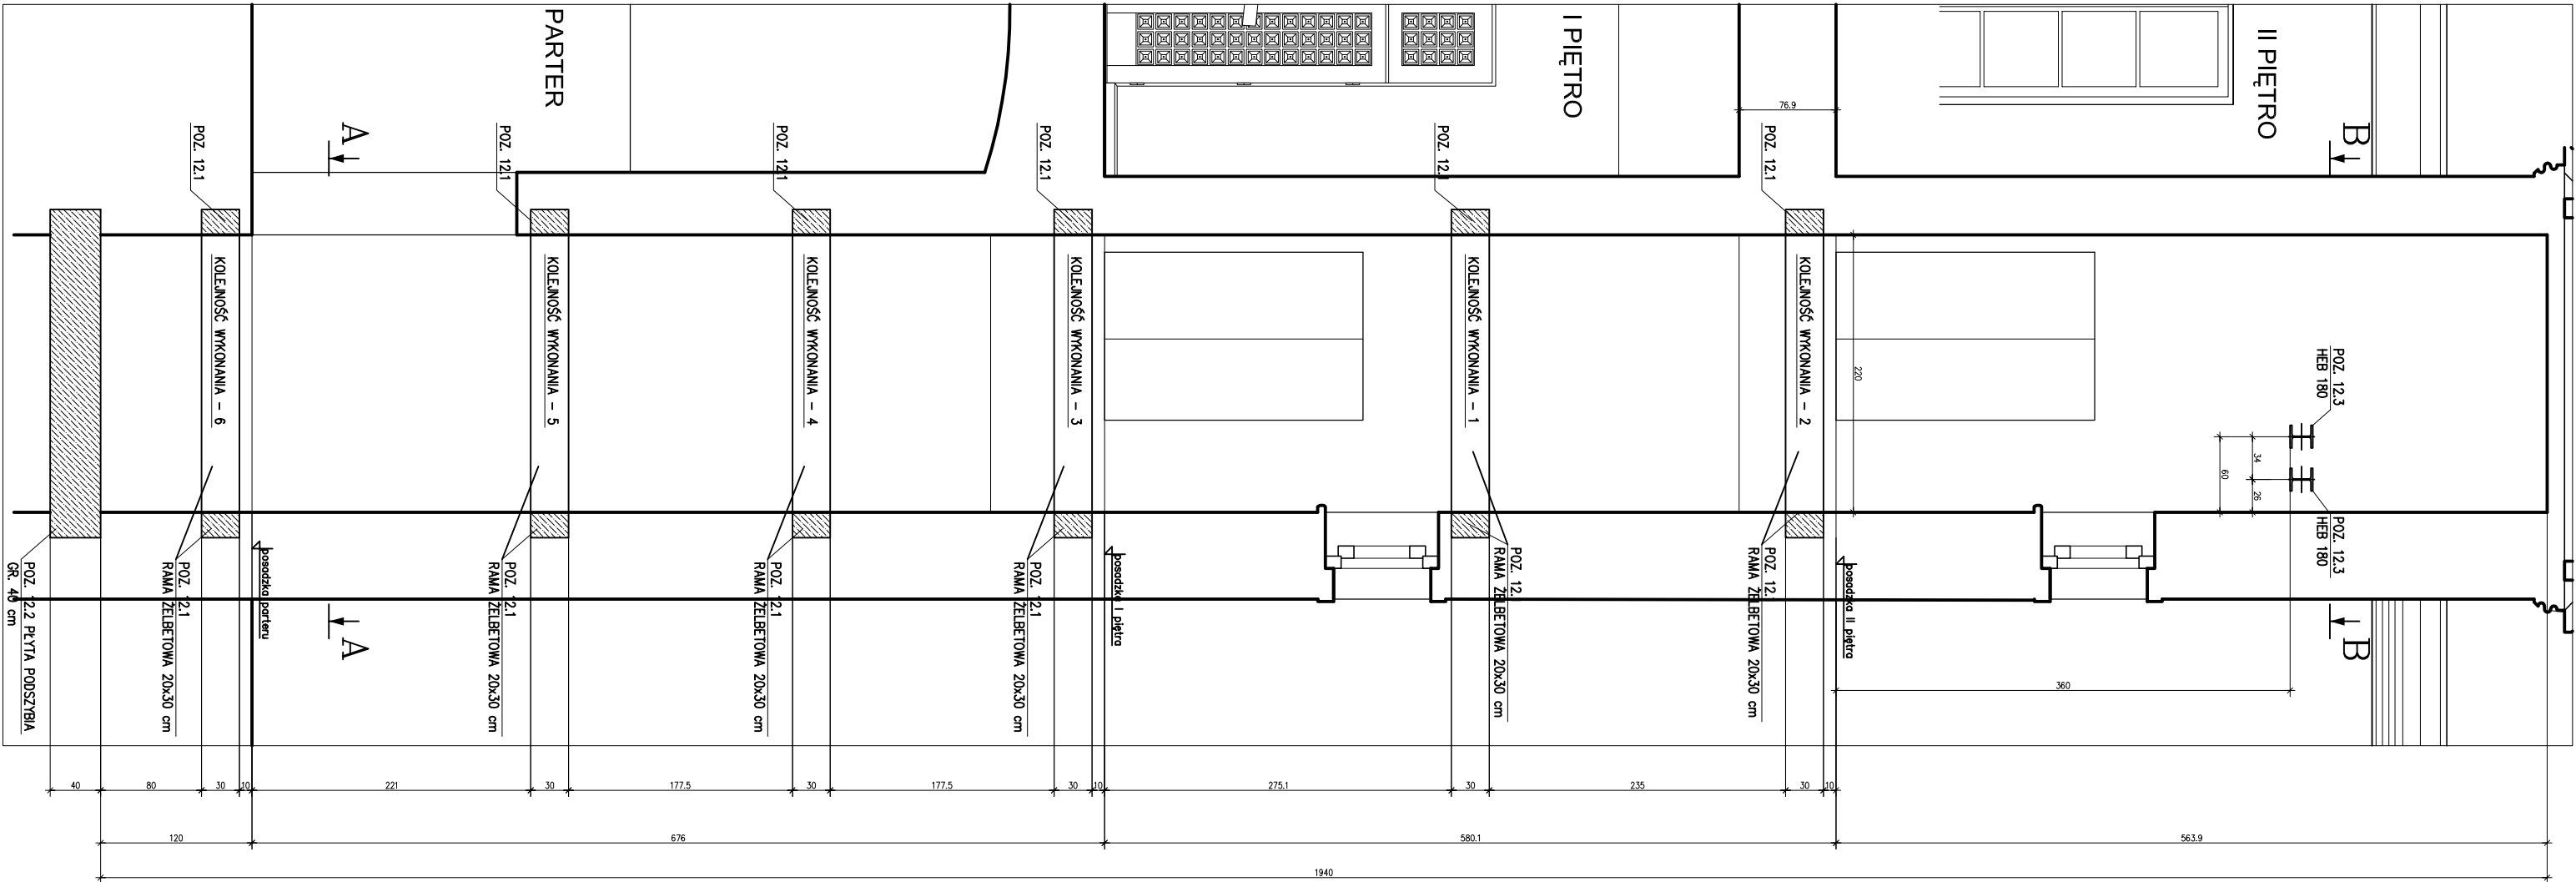 II PIĘTRO
B
B
POZ. 12.3
HEB 180
POZ. 12.3
HEB 180
34
26
60
360
563.9
220
posadzka II piętra
76.9
10
30
POZ. 12.1
KOLEJNOŚĆ WYKONANIA - 2
POZ. 12.1
RAMA ŻELBETOWA 20x30 cm
235
580.1
I PIĘTRO
30
POZ. 12.1
KOLEJNOŚĆ WYKONANIA - 1
POZ. 12.1
RAMA ŻELBETOWA 20x30 cm
275.1
1940
posadzka I piętra
10
30
POZ. 12.1
KOLEJNOŚĆ WYKONANIA - 3
POZ. 12.1
RAMA ŻELBETOWA 20x30 cm
177.5
30
POZ. 12.1
KOLEJNOŚĆ WYKONANIA - 4
POZ. 12.1
RAMA ŻELBETOWA 20x30 cm
676
177.5
PARTER
30
POZ. 12.1
KOLEJNOŚĆ WYKONANIA - 5
POZ. 12.1
RAMA ŻELBETOWA 20x30 cm
221
A
A
posadzka parteru
10
30
POZ. 12.1
KOLEJNOŚĆ WYKONANIA - 6
POZ. 12.1
RAMA ŻELBETOWA 20x30 cm
120
80
40
POZ. 12.2 PŁYTA PODSZYBIA
GR. 40 cm